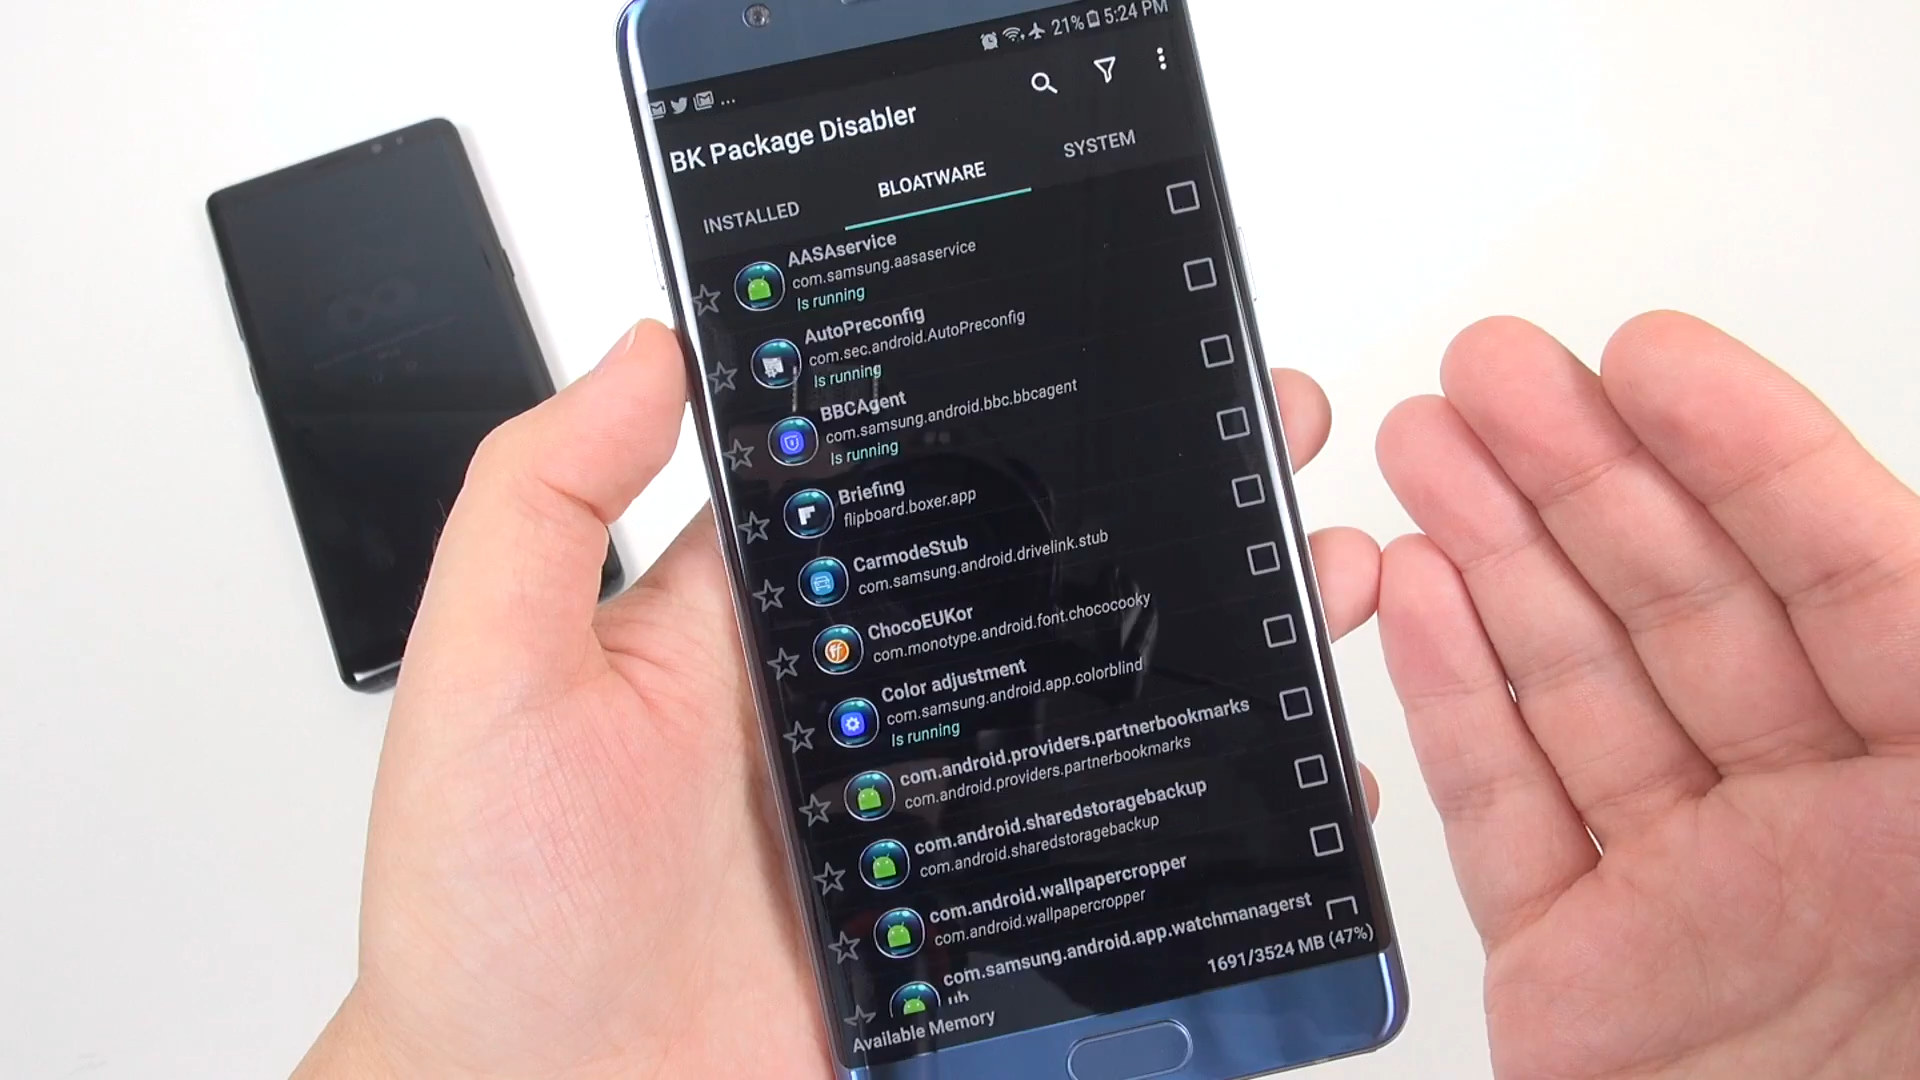 21% 5:24 PM
...
BK Package Disabler
INSTALLED
BLOATWARE
SYSTEM
AASAservice
com.samsung.aasaservice
Is running
AutoPreconfig
com.sec.android.AutoPreconfig
Is running
BBCAgent
com.samsung.android.bbc.bbcagent
Is running
Briefing
flipboard.boxer.app
CarmodeStub
com.samsung.android.drivelink.stub
ChocoEUKor
com.monotype.android.font.chococooky
Color adjustment
com.samsung.android.app.colorblind
Is running
com.android.providers.partnerbookmarks
com.android.providers.partnerbookmarks
com.android.sharedstoragebackup
com.android.sharedstoragebackup
com.android.wallpapercropper
com.android.wallpapercropper
com.samsung.android.app.watchmanagerst
ub
Available Memory
1691/3524 MB (47%)